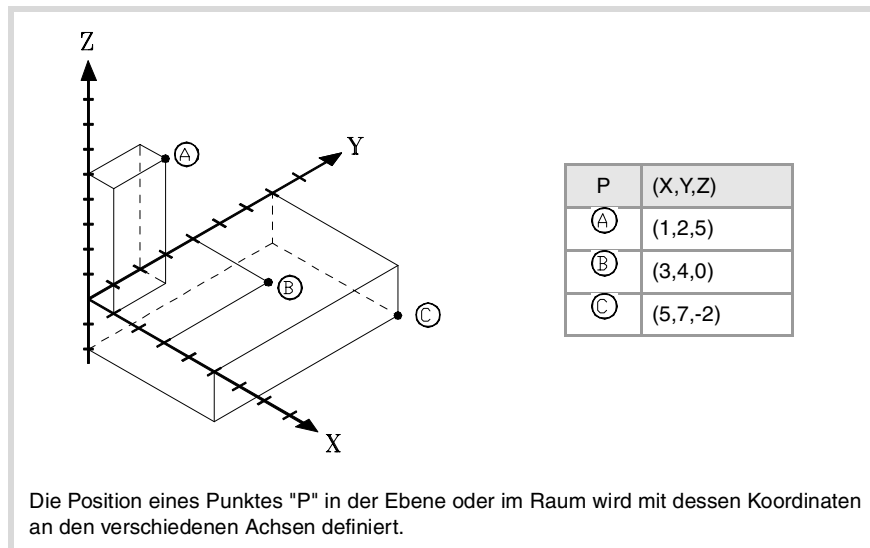 Z
Y
A
B
C
X
P (X,Y,Z)
A (1,2,5)
B (3,4,0)
C (5,7,-2)
Die Position eines Punktes "P" in der Ebene oder im Raum wird mit dessen Koordinaten
an den verschiedenen Achsen definiert.